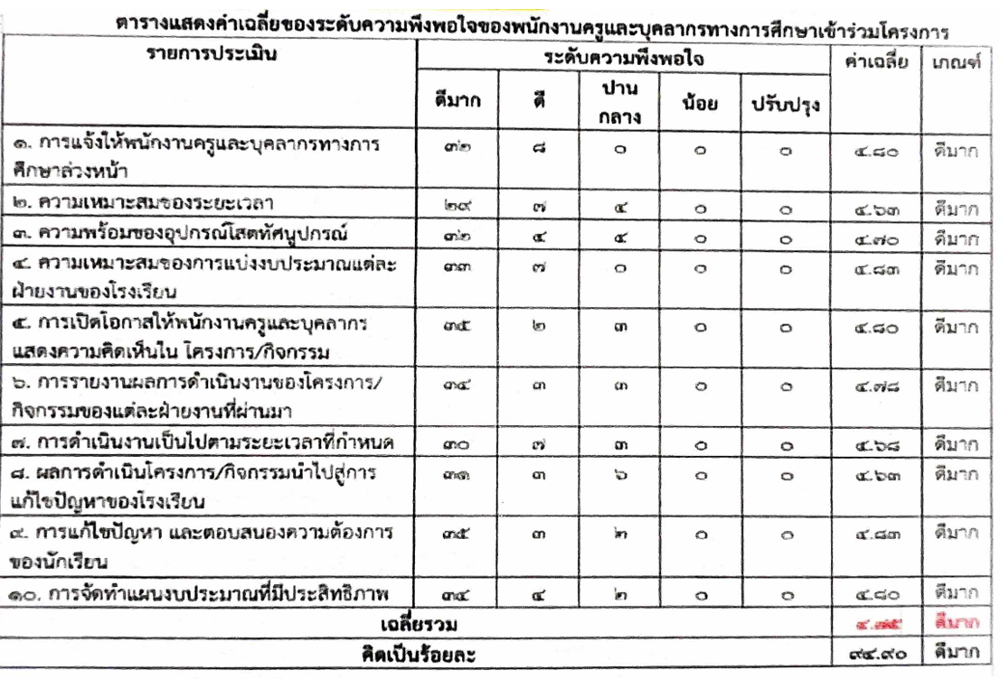 ตารางแสดงค่าเฉลี่ยของระดับความพึงพอใจของพนักงานครูและบุคลากรทางการศึกษาเข้าร่วมโครงการ
รายการประเมิน ระดับความพึงพอใจ ค่าเฉลี่ย เกณฑ์
ดีมาก ดี ปาน น้อย ปรับปรุง
กลาง
๑. การแจ้งให้พนักงานครูและบุคลากรทางการ ๓๒ ๘ ๐ ๐ ๐ ๔.๘๐ ดีมาก
ศึกษาล่วงหน้า
๒. ความเหมาะสมของระยะเวลา ๒๙ ๗ ๔ ๐ ๐ ๔.๖๓ ดีมาก
๓. ความพร้อมของอุปกรณ์โสตทัศนูปกรณ์ ๓๒ ๔ ๔ ๐ ๐ ๔.๗๐ ดีมาก
๔. ความเหมาะสมของการแบ่งงบประมาณแต่ละ ๓๓ ๗ ๐ ๐ ๐ ๔.๘๓ ดีมาก
ฝ่ายงานของโรงเรียน
๕. การเปิดโอกาสให้พนักงานครูและบุคลากร ๓๕ ๒ ๓ ๐ ๐ ๔.๘๐ ดีมาก
แสดงความคิดเห็นใน โครงการ/กิจกรรม
๖. การรายงานผลการดำเนินงานของโครงการ/ ๓๔ ๓ ๓ ๐ ๐ ๔.๗๘ ดีมาก
กิจกรรมของแต่ละฝ่ายงานที่ผ่านมา
๗. การดำเนินงานเป็นไปตามระยะเวลาที่กำหนด ๓๐ ๗ ๓ ๐ ๐ ๔.๖๘ ดีมาก
๘. ผลการดำเนินโครงการ/กิจกรรมนำไปสู่การ ๓๑ ๓ ๖ ๐ ๐ ๔.๖๓ ดีมาก
แก้ไขปัญหาของโรงเรียน
๙. การแก้ไขปัญหา และตอบสนองความต้องการ ๓๕ ๓ ๒ ๐ ๐ ๔.๘๓ ดีมาก
ของนักเรียน
๑๐. การจัดทำแผนงบประมาณที่มีประสิทธิภาพ ๓๔ ๔ ๒ ๐ ๐ ๔.๘๐ ดีมาก
เฉลี่ยรวม ๔.๗๕ ดีมาก
คิดเป็นร้อยละ ๙๔.๙๐ ดีมาก